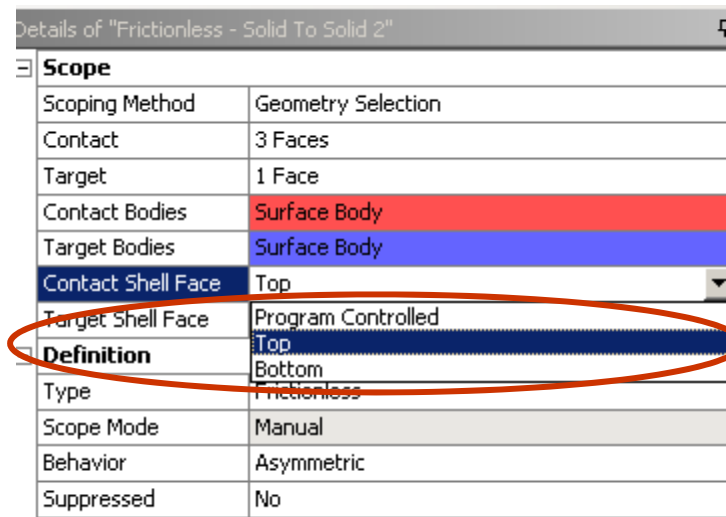 Details of "Frictionless - Solid To Solid 2"
Scope
Scoping Method Geometry Selection
Contact 3 Faces
Target 1 Face
Contact Bodies Surface Body
Target Bodies Surface Body
Contact Shell Face Top
Target Shell Face Program Controlled
Top
Definition
Bottom
Type Frictionless
Scope Mode Manual
Behavior Asymmetric
Suppressed No